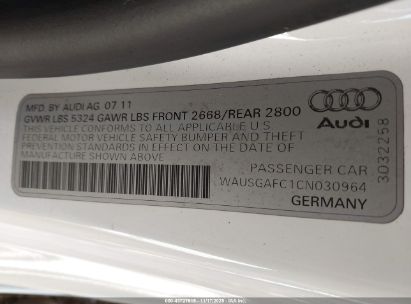 MFD. BY AUDI AG 07.11
GVWR LBS 5324 GAWR LBS FRONT 2668/REAR 2800
THIS VEHICLE CONFORMS TO ALL APPLICABLE U.S
FEDERAL MOTOR VEHICLE SAFETY BUMPER AND THEFT
PREVENTION STANDARDS IN EFFECT ON THE DATE OF
MANUFACTURE SHOWN ABOVE
Audi
3032258
PASSENGER CAR
WAUSGAFC1CN030964
GERMANY